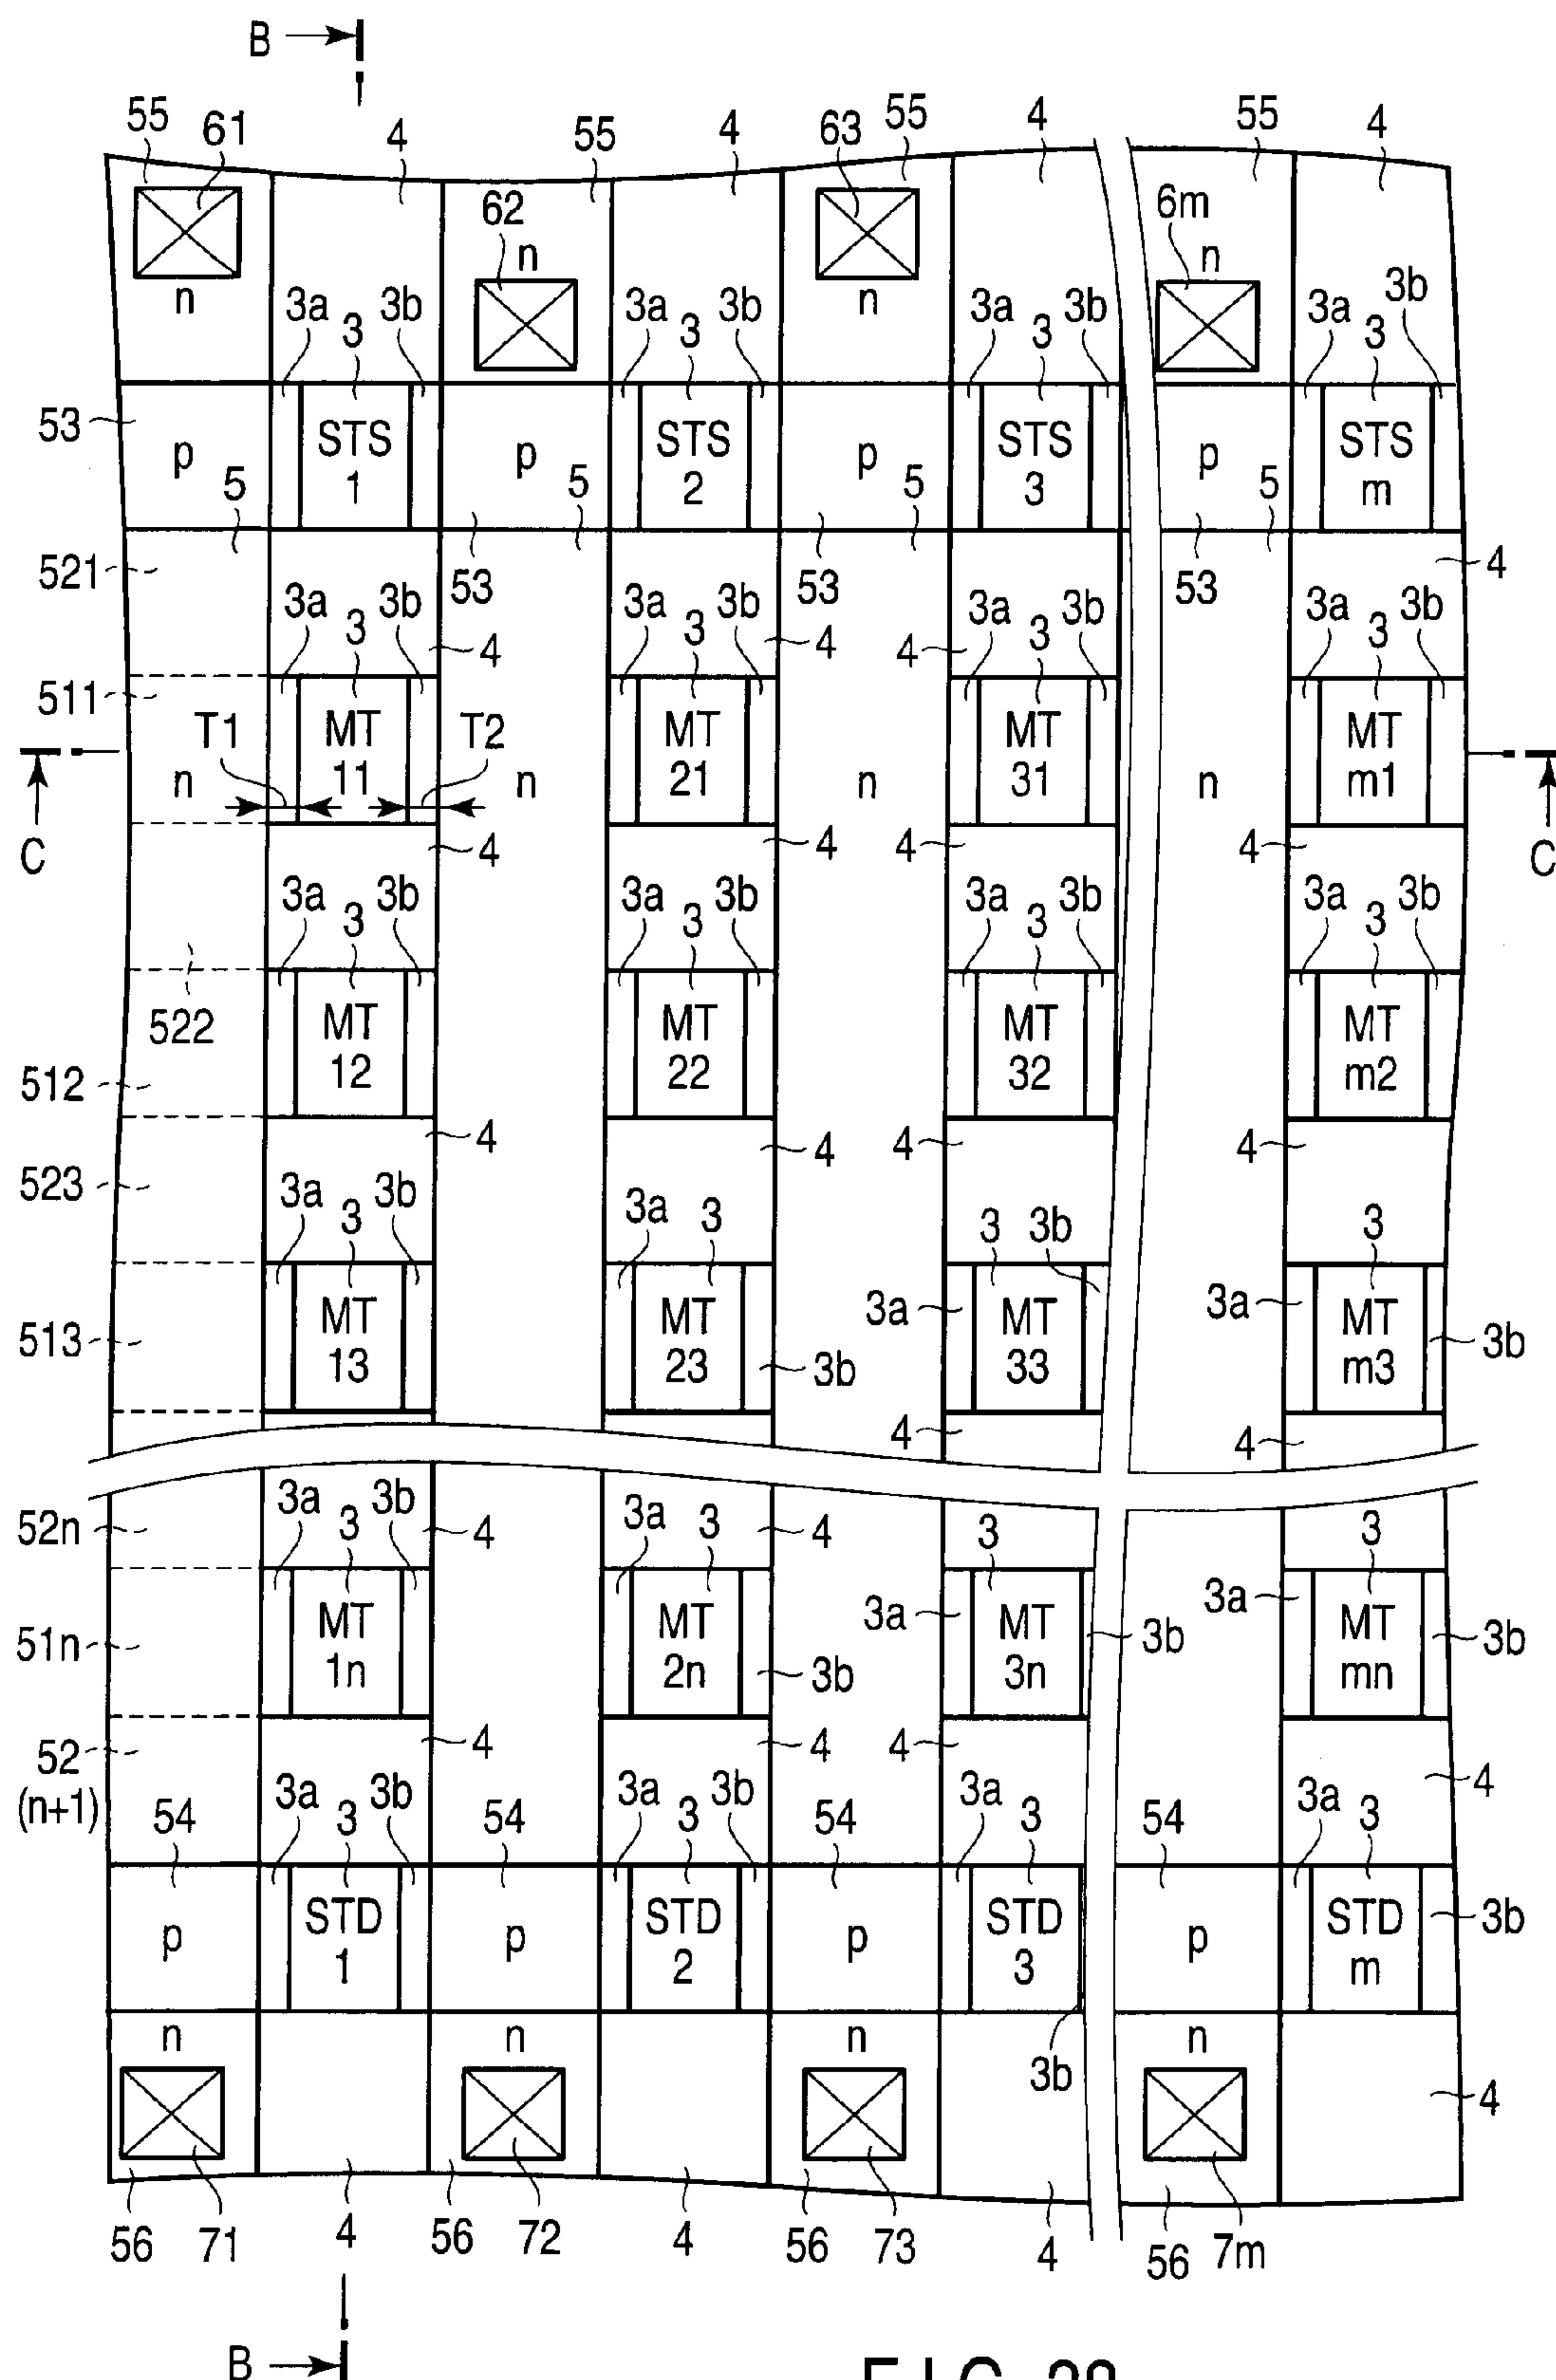 B
55 61 4 55 4 63 55 4 55 4
62 6m
n n
n 3a 3 3b 3a 3 3b n 3a 3 3b 3a 3 3b
53 p STS 1 p STS 2 p STS 3 p STS m
5 5 5 5
521 53 53 53 4
3a 3 3b 4 3a 3 3b 4 4 3a 3 3b 3a 3 3b
511 T1 MT 11 T2 MT 21 MT 31 MT m1
n n n n
C 4 4 4 4 C
3a 3 3b 3a 3 3b 3a 3 3b 3a 3 3b
522 MT 12 MT 22 MT 32 MT m2
512
4 4 4 4
523 3a 3 3b 3a 3 3 3b 3
513 MT 13 MT 23 3b 3a MT 33 3a MT m3 3b
4 4
52n 3a 3 3b 4 3a 3 4 3 3
51n MT 1n MT 2n 3b 3a MT 3n 3b 3a MT mn 3b
52 4 4 4 4
(n+1) 54 3a 3 3b 54 3a 3 3b 54 3a 3 54 3a 3
p STD 1 p STD 2 p STD 3 p STD m 3b
n n n 3b n 4
56 71 4 56 72 4 56 73 4 56 7m
B